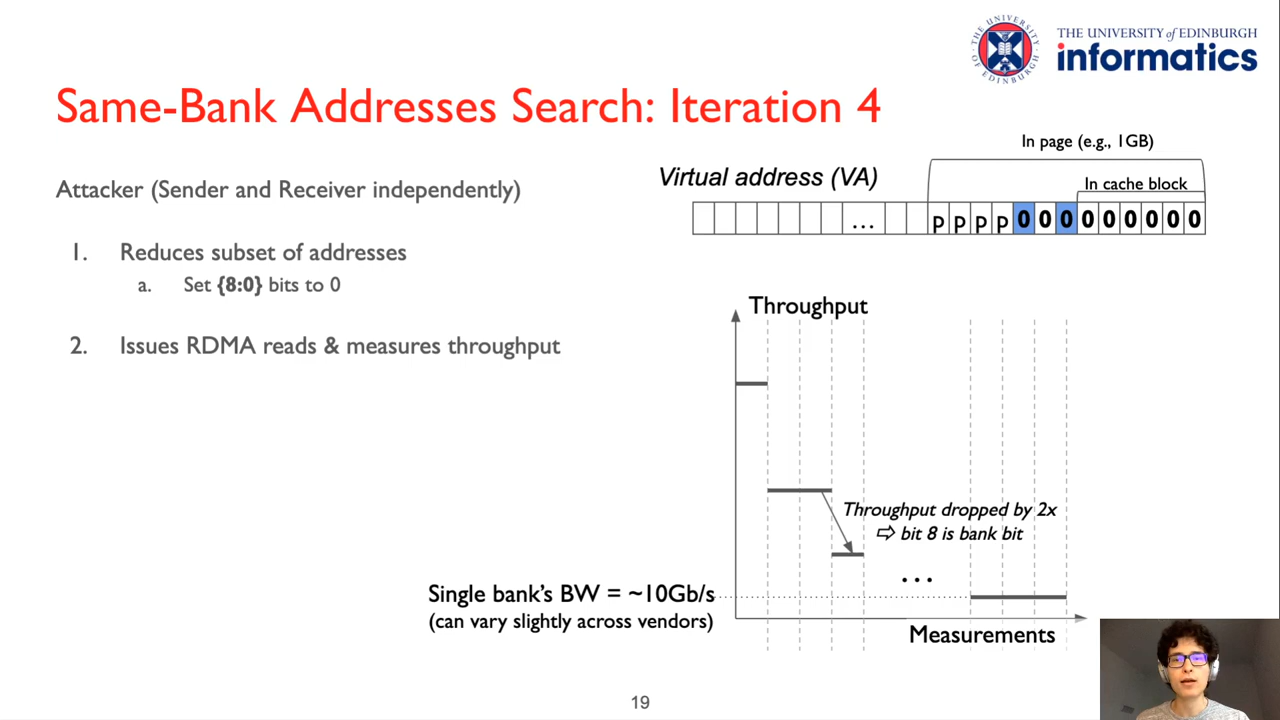 THE UNIVERSITY of EDINBURGH
informatics
Same-Bank Addresses Search: Iteration 4
In page (e.g., 1GB)
Attacker (Sender and Receiver independently)
Virtual address (VA)
In cache block
... p p p p 0 0 0 0 0 0 0 0 0
1. Reduces subset of addresses
a. Set {8:0} bits to 0
2. Issues RDMA reads & measures throughput
Throughput
Throughput dropped by 2x
⇨ bit 8 is bank bit
...
Single bank's BW = ~10Gb/s
(can vary slightly across vendors)
Measurements
19